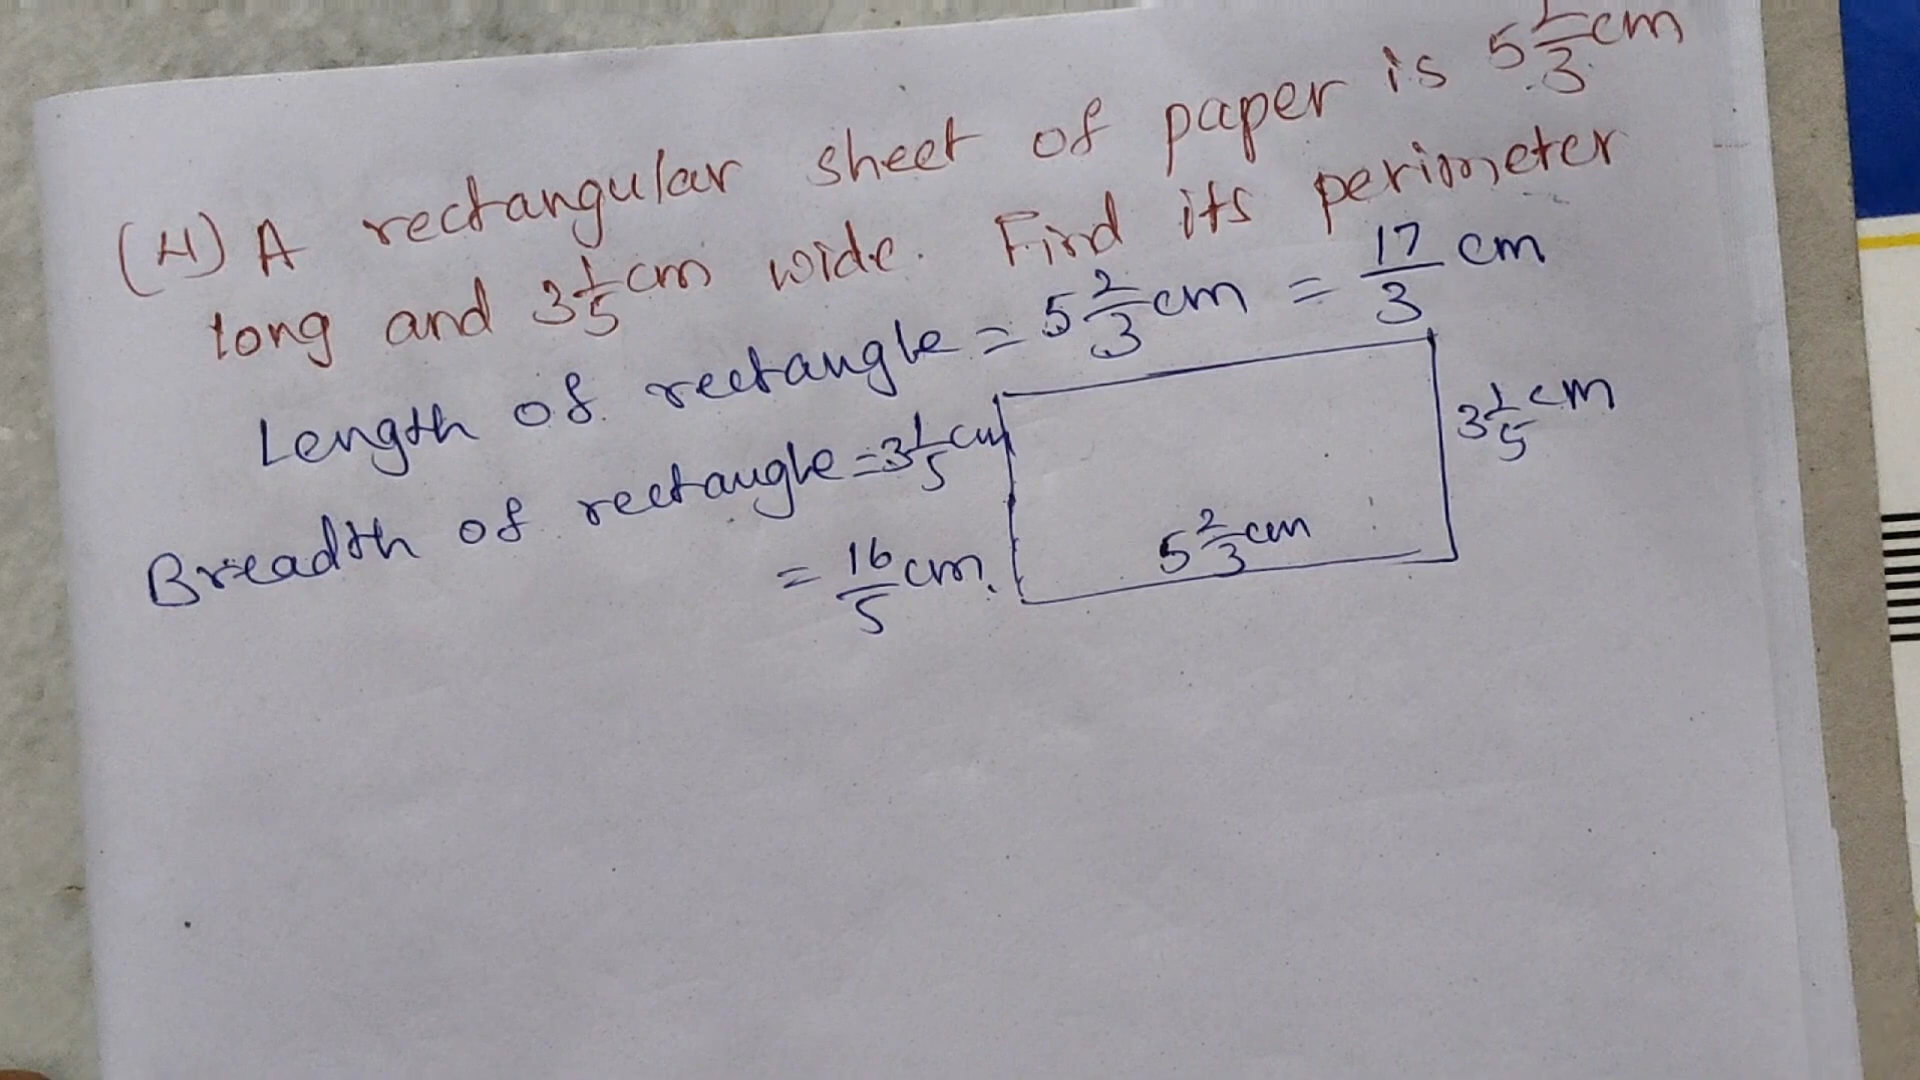 (4) A rectangular sheet of paper is 5 2/3 cm
long and 3 1/5 cm wide. Find its perimeter
Length of rectangle = 5 2/3 cm = 17/3 cm
Breadth of rectangle = 3 1/5 cm
= 16/5 cm.
3 1/5 cm
5 2/3 cm